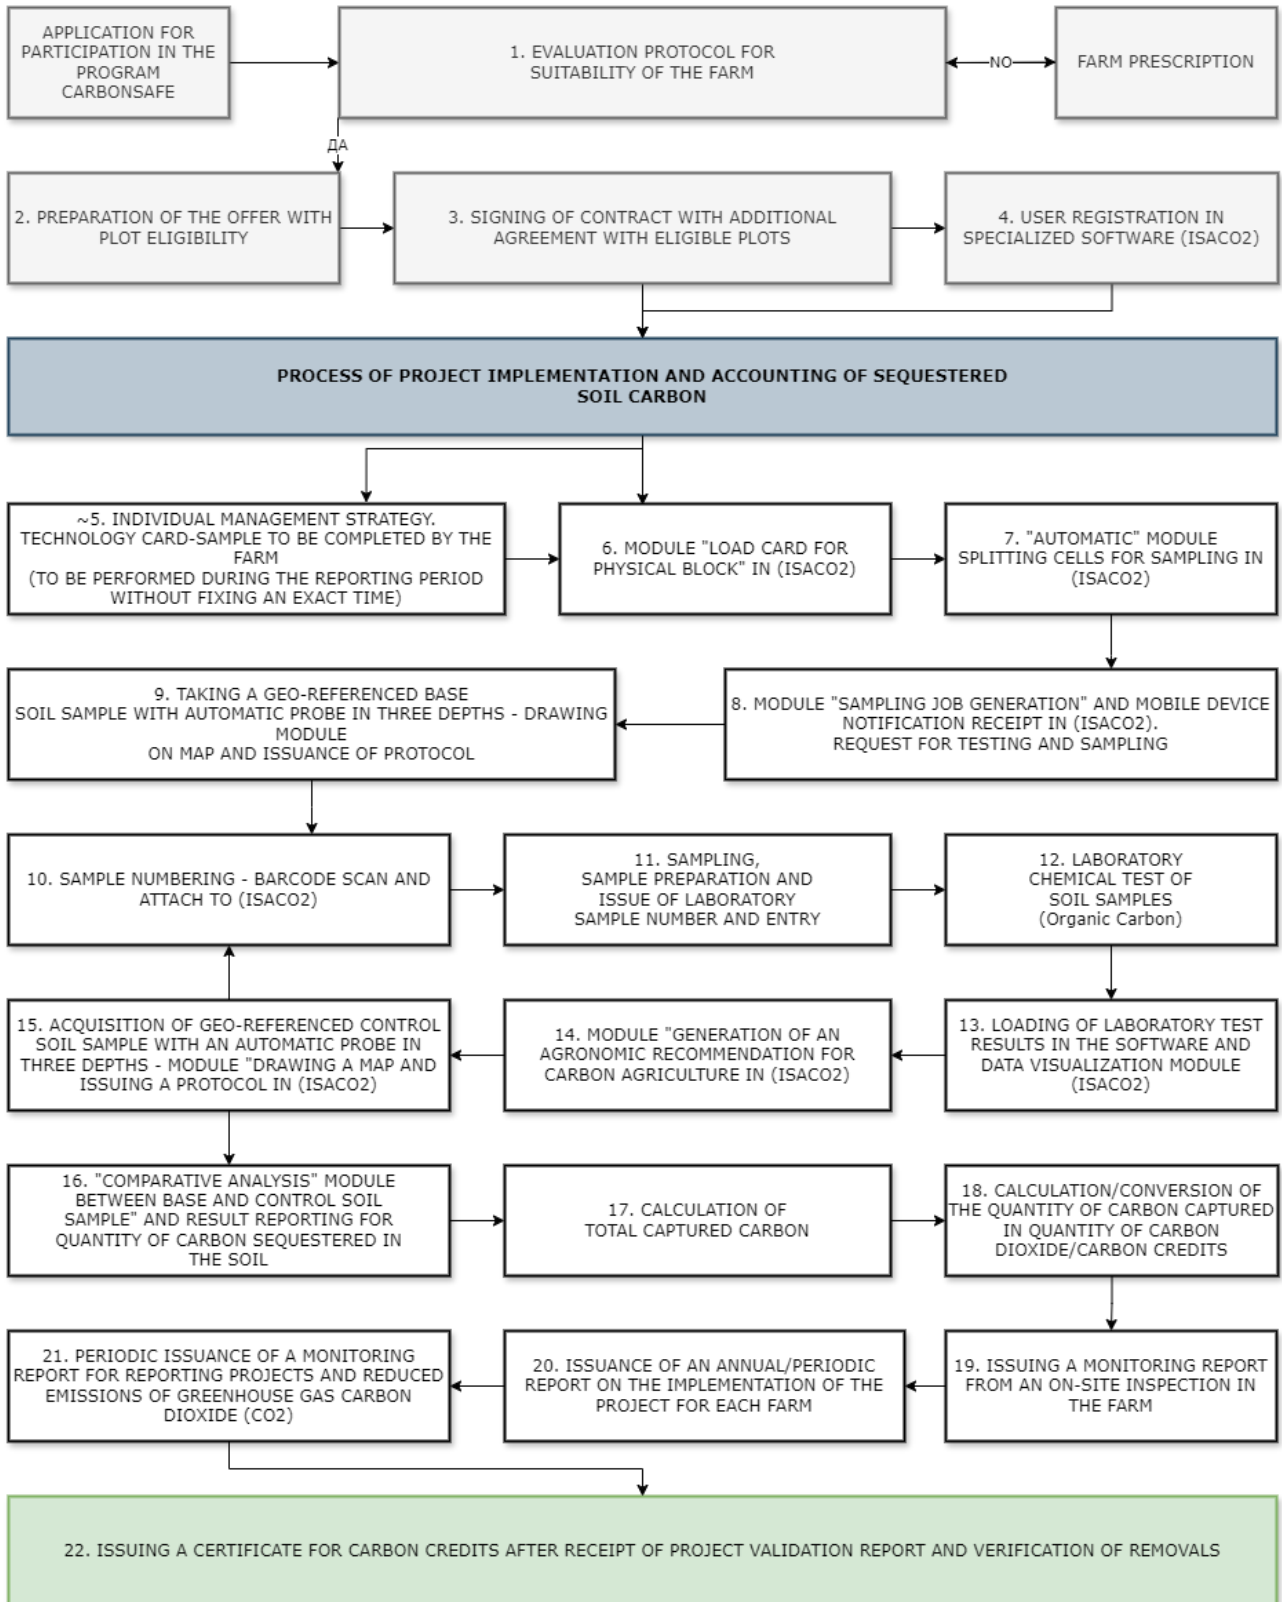 APPLICATION FOR
PARTICIPATION IN THE
PROGRAM
CARBONSAFE
1. EVALUATION PROTOCOL FOR
SUITABILITY OF THE FARM
NO
FARM PRESCRIPTION
ДА
2. PREPARATION OF THE OFFER WITH
PLOT ELIGIBILITY
3. SIGNING OF CONTRACT WITH ADDITIONAL
AGREEMENT WITH ELIGIBLE PLOTS
4. USER REGISTRATION IN
SPECIALIZED SOFTWARE (ISACO2)
PROCESS OF PROJECT IMPLEMENTATION AND ACCOUNTING OF SEQUESTERED
SOIL CARBON
~5. INDIVIDUAL MANAGEMENT STRATEGY.
TECHNOLOGY CARD-SAMPLE TO BE COMPLETED BY THE
FARM
(TO BE PERFORMED DURING THE REPORTING PERIOD
WITHOUT FIXING AN EXACT TIME)
6. MODULE "LOAD CARD FOR
PHYSICAL BLOCK" IN (ISACO2)
7. "AUTOMATIC" MODULE
SPLITTING CELLS FOR SAMPLING IN
(ISACO2)
9. TAKING A GEO-REFERENCED BASE
SOIL SAMPLE WITH AUTOMATIC PROBE IN THREE DEPTHS - DRAWING
MODULE
ON MAP AND ISSUANCE OF PROTOCOL
8. MODULE "SAMPLING JOB GENERATION" AND MOBILE DEVICE
NOTIFICATION RECEIPT IN (ISACO2).
REQUEST FOR TESTING AND SAMPLING
10. SAMPLE NUMBERING - BARCODE SCAN AND
ATTACH TO (ISACO2)
11. SAMPLING,
SAMPLE PREPARATION AND
ISSUE OF LABORATORY
SAMPLE NUMBER AND ENTRY
12. LABORATORY
CHEMICAL TEST OF
SOIL SAMPLES
(Organic Carbon)
15. ACQUISITION OF GEO-REFERENCED CONTROL
SOIL SAMPLE WITH AN AUTOMATIC PROBE IN
THREE DEPTHS - MODULE "DRAWING A MAP AND
ISSUING A PROTOCOL IN (ISACO2)
14. MODULE "GENERATION OF AN
AGRONOMIC RECOMMENDATION FOR
CARBON AGRICULTURE IN (ISACO2)
13. LOADING OF LABORATORY TEST
RESULTS IN THE SOFTWARE AND
DATA VISUALIZATION MODULE
(ISACO2)
16. "COMPARATIVE ANALYSIS" MODULE
BETWEEN BASE AND CONTROL SOIL
SAMPLE" AND RESULT REPORTING FOR
QUANTITY OF CARBON SEQUESTERED IN
THE SOIL
17. CALCULATION OF
TOTAL CAPTURED CARBON
18. CALCULATION/CONVERSION OF
THE QUANTITY OF CARBON CAPTURED
IN QUANTITY OF CARBON
DIOXIDE/CARBON CREDITS
21. PERIODIC ISSUANCE OF A MONITORING
REPORT FOR REPORTING PROJECTS AND REDUCED
EMISSIONS OF GREENHOUSE GAS CARBON
DIOXIDE (CO2)
20. ISSUANCE OF AN ANNUAL/PERIODIC
REPORT ON THE IMPLEMENTATION OF THE
PROJECT FOR EACH FARM
19. ISSUING A MONITORING REPORT
FROM AN ON-SITE INSPECTION IN
THE FARM
22. ISSUING A CERTIFICATE FOR CARBON CREDITS AFTER RECEIPT OF PROJECT VALIDATION REPORT AND VERIFICATION OF REMOVALS